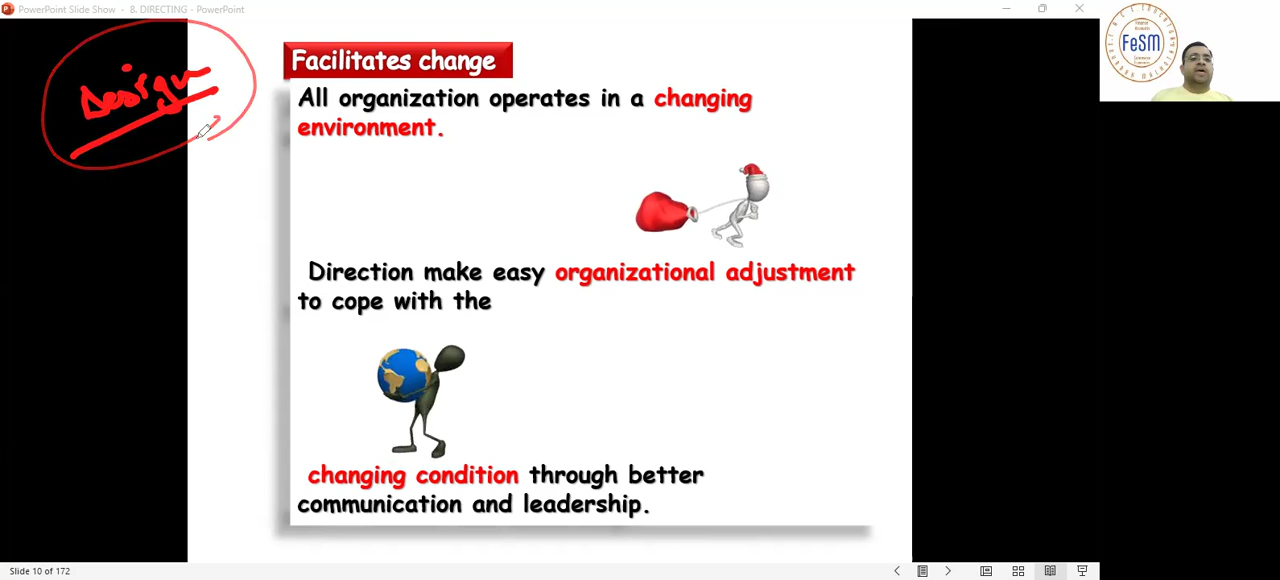 PowerPoint Slide Show - 8. DIRECTING - PowerPoint
Design
Facilitates change
All organization operates in a changing
environment.
Direction make easy organizational adjustment
to cope with the
changing condition through better
communication and leadership.
FeSM
Slide 10 of 172